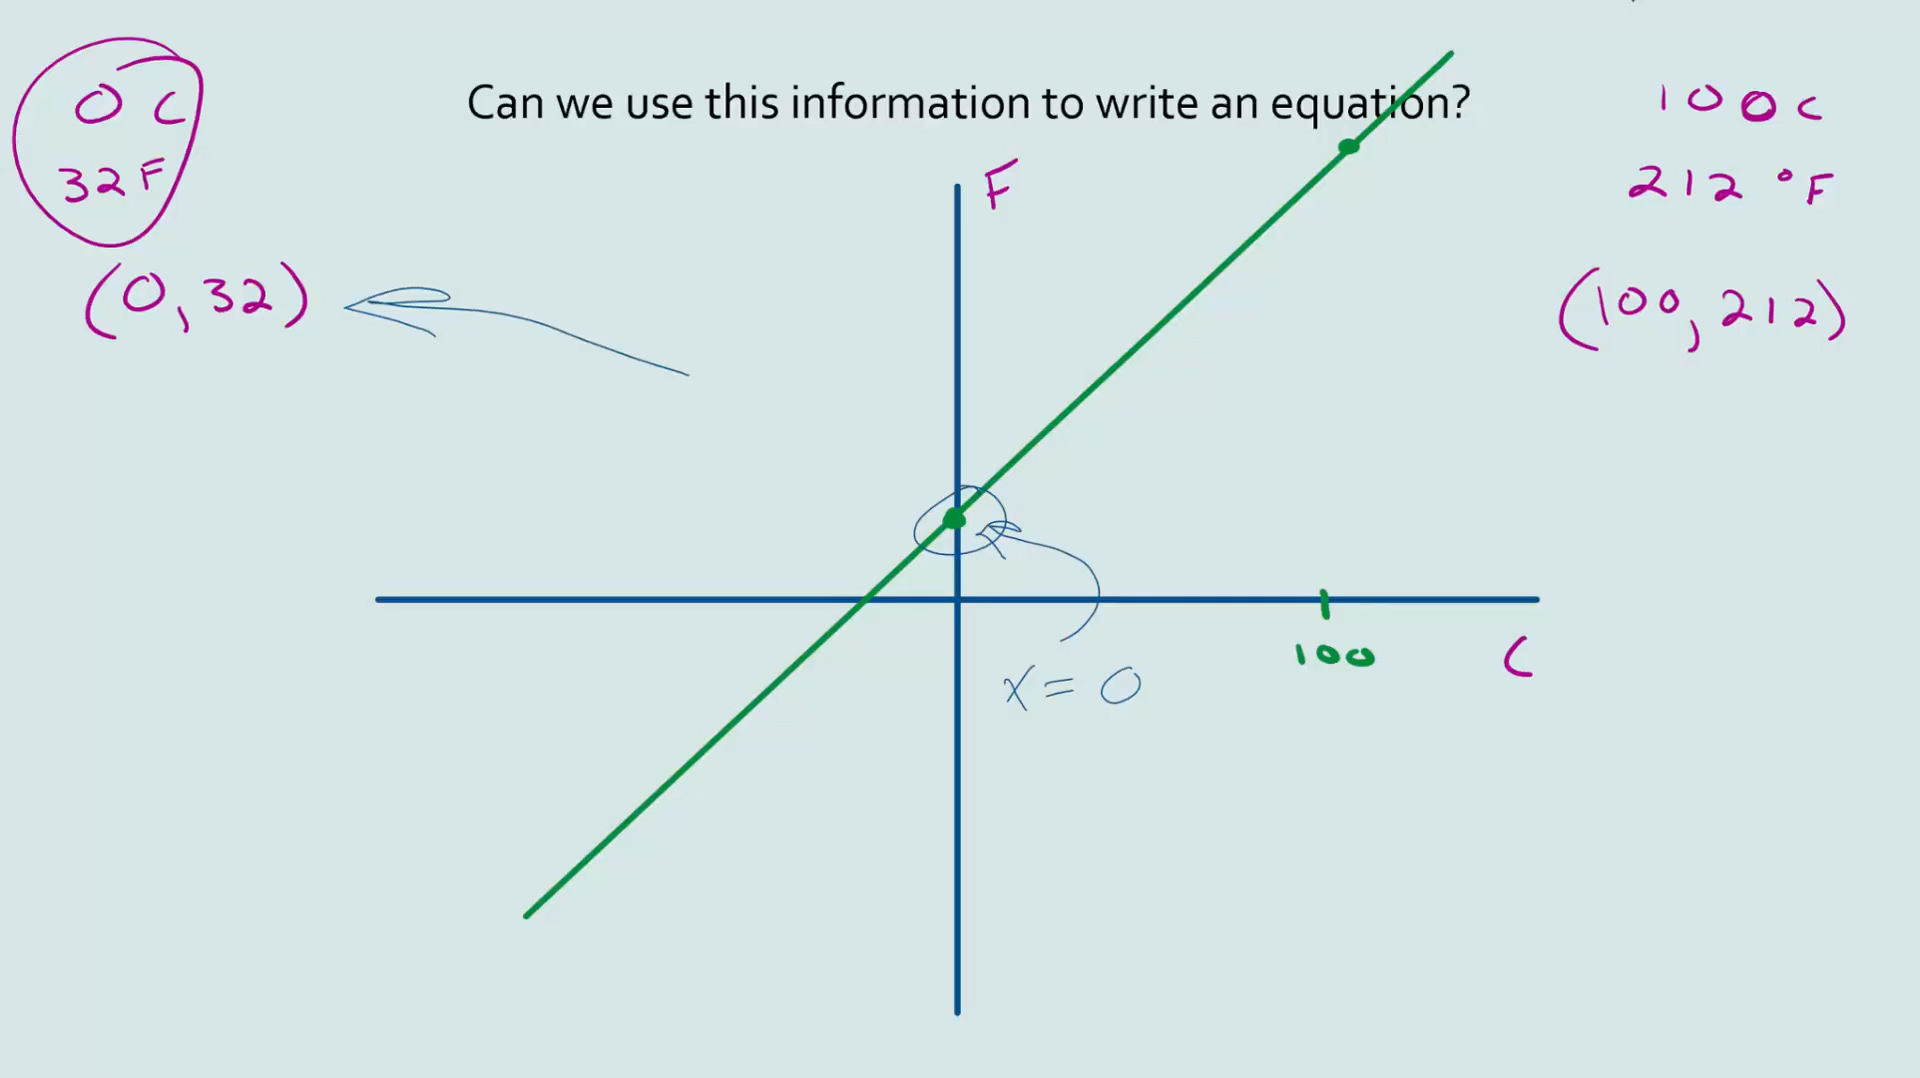 Can we use this information to write an equation?
0 C
32 F
(0, 32)
100 C
212 °F
(100, 212)
F
100
C
x = 0